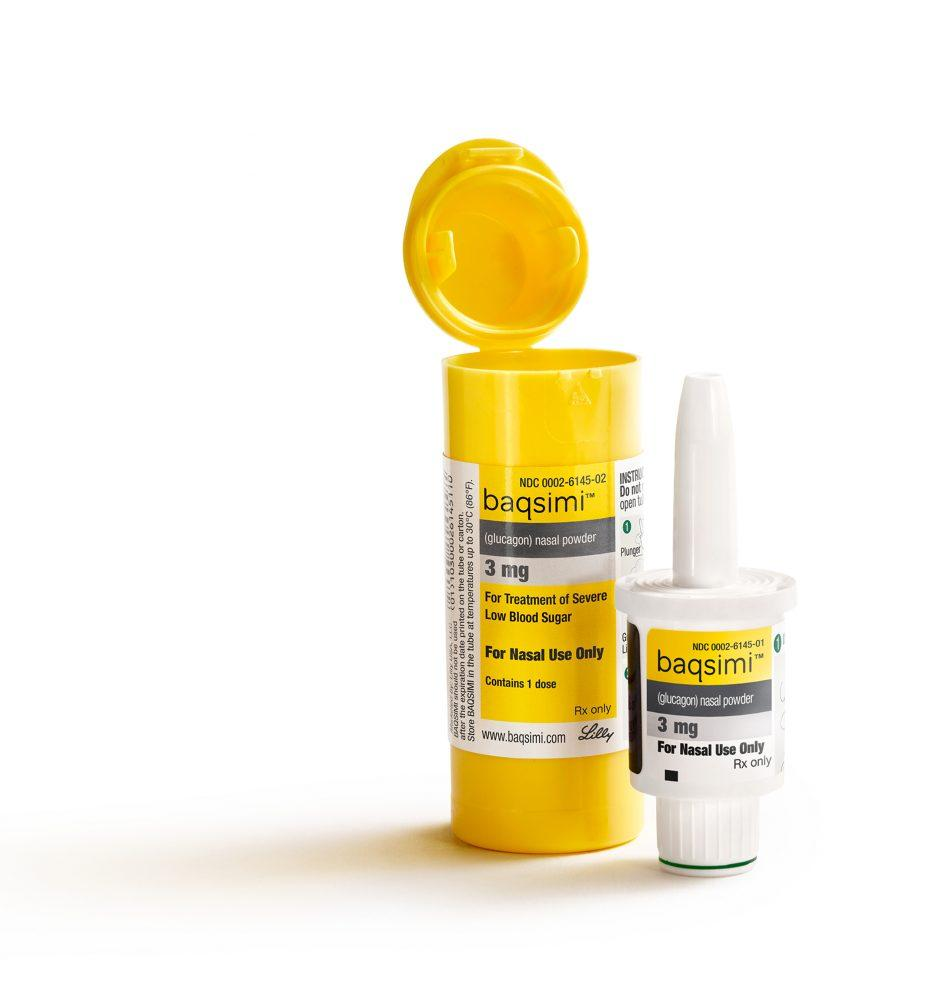 NDC 0002-6145-02
baqsimi™
(glucagon) nasal powder
3 mg
For Treatment of Severe
Low Blood Sugar
For Nasal Use Only
Contains 1 dose
Rx only
www.baqsimi.com Lilly
BAQSIMI should not be used
after the expiration date printed on the tube or carton.
Store BAQSIMI in the tube at temperatures up to 30°C (86°F).
Do not
open
1
Plunger
NDC 0002-6145-01
baqsimi™
(glucagon) nasal powder
3 mg
For Nasal Use Only
Rx only
1